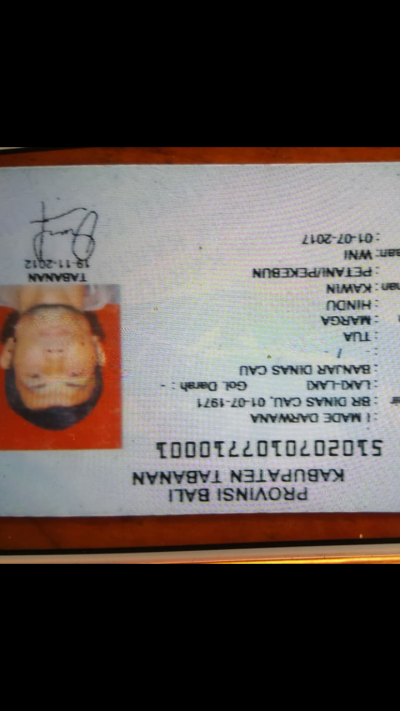 PROVINSI BALI
KABUPATEN TABANAN
5102070107710001
: I MADE DARWANA
: BR DINAS CAU, 01-07-1971
: LAKI-LAKI Gol. Darah : -
: BANJAR DINAS CAU
: - / -
: TUA
: MARGA
: HINDU
: KAWIN
: PETANI/PEKEBUN
: WNI
: 01-07-2017
TABANAN
19-11-2012